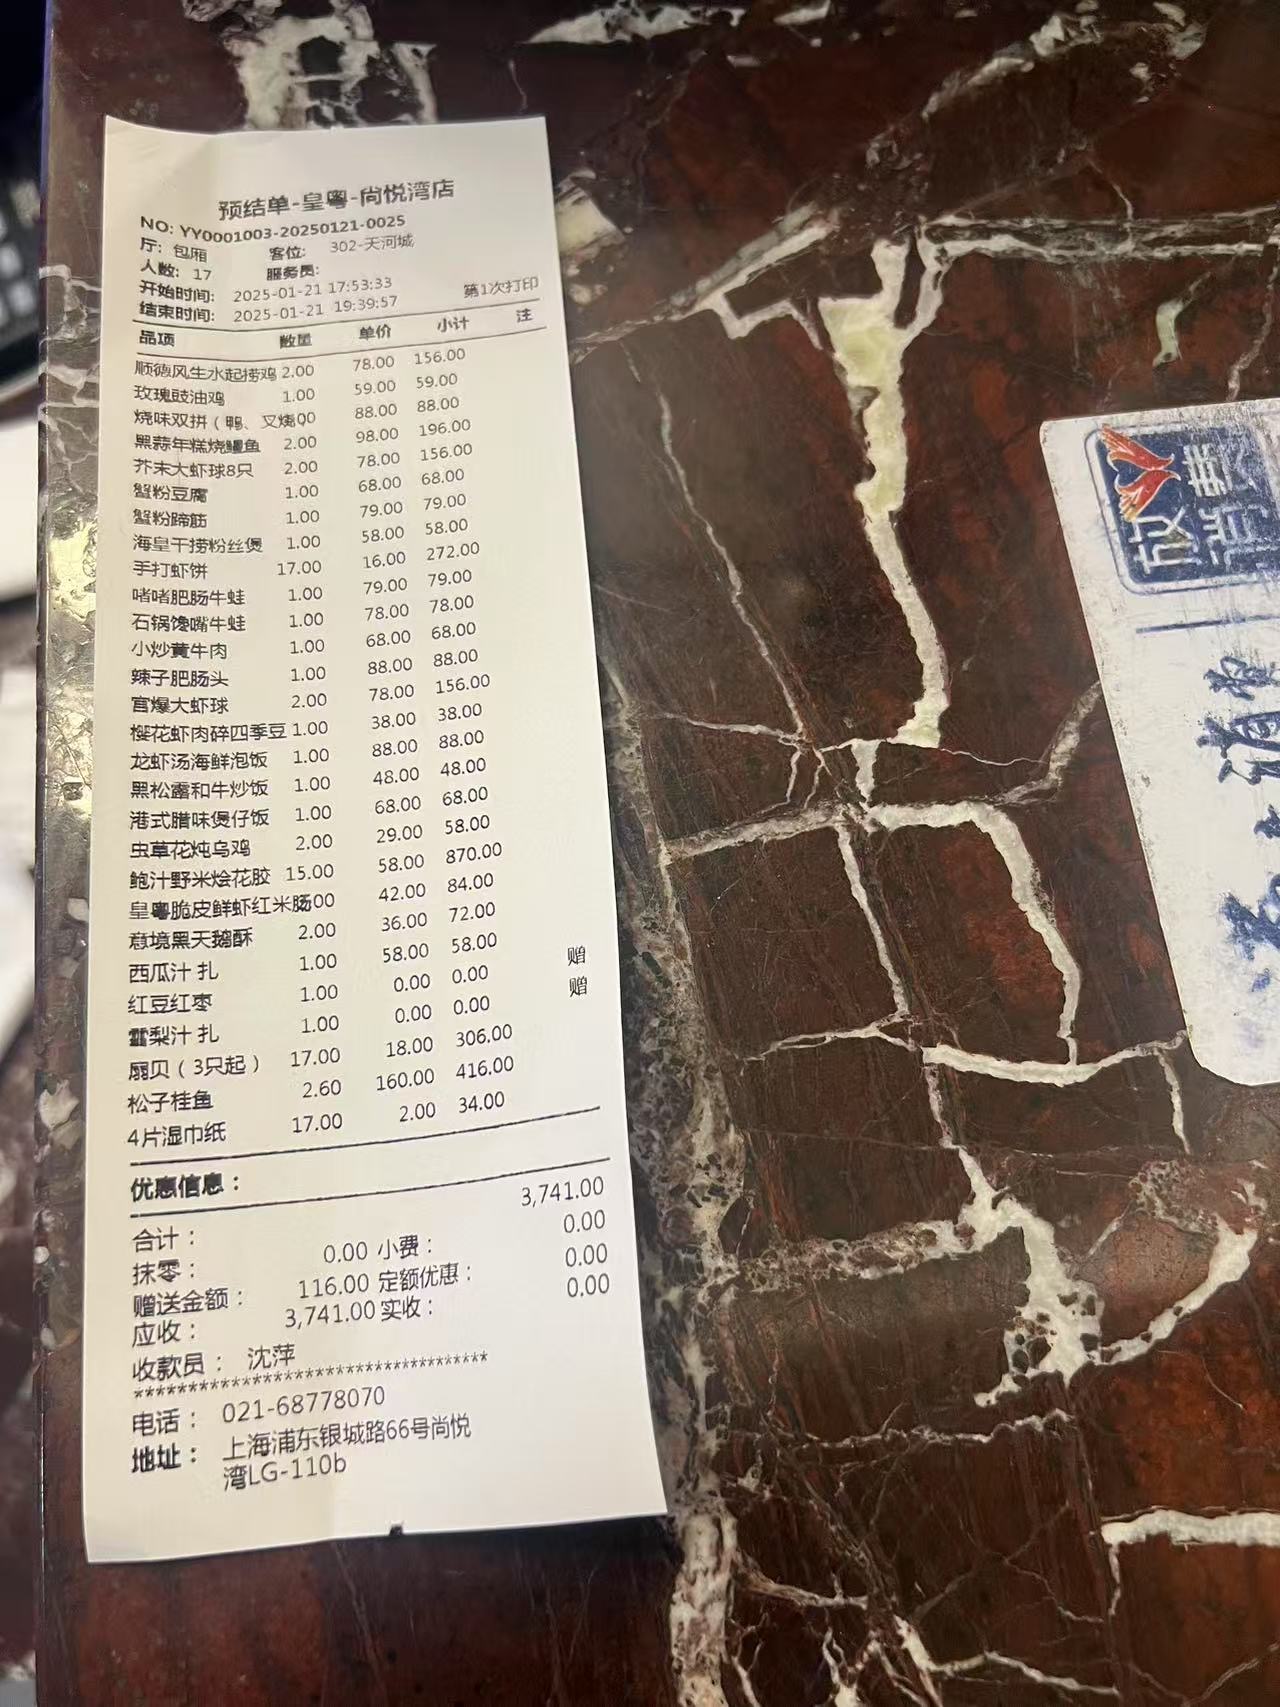 预结单-皇粤-尚悦湾店
NO: YY0001003-20250121-0025
厅: 包厢 客位: 302-天河城
人数: 17 服务员:
开始时间: 2025-01-21 17:53:33
结束时间: 2025-01-21 19:39:57 第1次打印
品项 数量 单价 小计 注
顺德风生水起捞鸡 2.00 78.00 156.00
玫瑰豉油鸡 1.00 59.00 59.00
烧味双拼（鸭、叉烧00 88.00 88.00
黑蒜年糕烧鳗鱼 2.00 98.00 196.00
芥末大虾球8只 2.00 78.00 156.00
蟹粉豆腐 1.00 68.00 68.00
蟹粉蹄筋 1.00 79.00 79.00
海皇干捞粉丝煲 1.00 58.00 58.00
手打虾饼 17.00 16.00 272.00
啫啫肥肠牛蛙 1.00 79.00 79.00
石锅馋嘴牛蛙 1.00 78.00 78.00
小炒黄牛肉 1.00 68.00 68.00
辣子肥肠头 1.00 88.00 88.00
宫爆大虾球 2.00 78.00 156.00
樱花虾肉碎四季豆 1.00 38.00 38.00
龙虾汤海鲜泡饭 1.00 88.00 88.00
黑松露和牛炒饭 1.00 48.00 48.00
港式腊味煲仔饭 1.00 68.00 68.00
虫草花炖乌鸡 2.00 29.00 58.00
鲍汁野米烩花胶 15.00 58.00 870.00
皇粤脆皮鲜虾红米肠00 42.00 84.00
意境黑天鹅酥 2.00 36.00 72.00
西瓜汁 扎 1.00 58.00 58.00
红豆红枣 1.00 0.00 0.00 赠
雪梨汁 扎 1.00 0.00 0.00 赠
扇贝（3只起） 17.00 18.00 306.00
松子桂鱼 2.60 160.00 416.00
4片湿巾纸 17.00 2.00 34.00
优惠信息：
合计： 3,741.00
抹零： 0.00 小费： 0.00
赠送金额： 116.00 定额优惠： 0.00
应收： 3,741.00 实收： 0.00
收款员： 沈萍
************************************
电话： 021-68778070
地址： 上海浦东银城路66号尚悦
湾LG-110b
放
消费